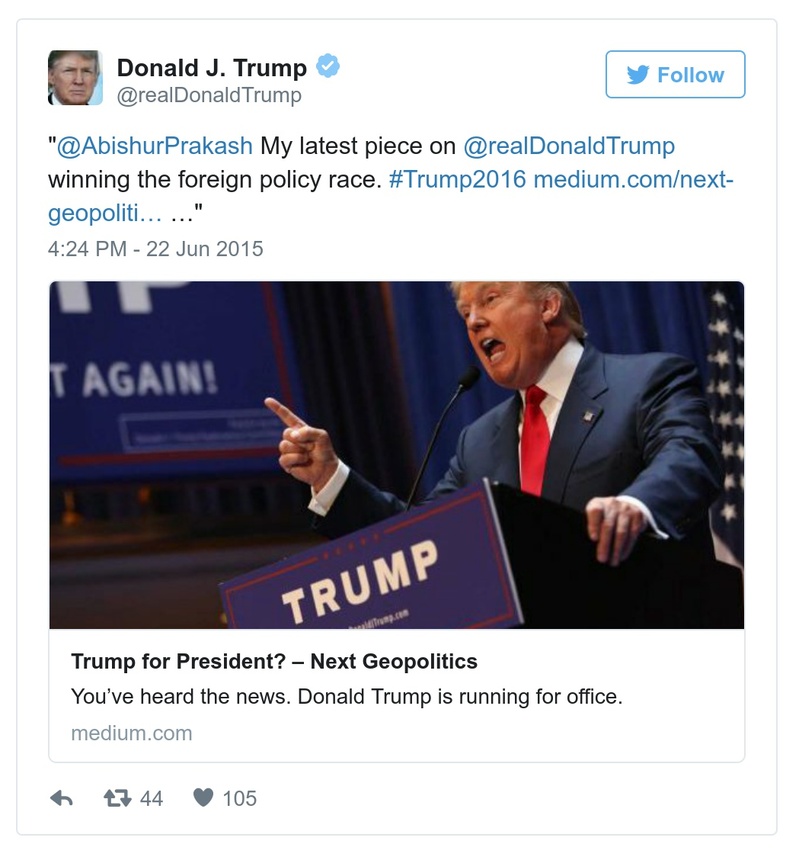 Donald J. Trump
@realDonaldTrump
Follow
"@AbishurPrakash My latest piece on @realDonaldTrump
winning the foreign policy race. #Trump2016 medium.com/next-
geopoliti… …"
4:24 PM - 22 Jun 2015
T AGAIN!
TRUMP
Trump for President? – Next Geopolitics
You’ve heard the news. Donald Trump is running for office.
medium.com
44
105